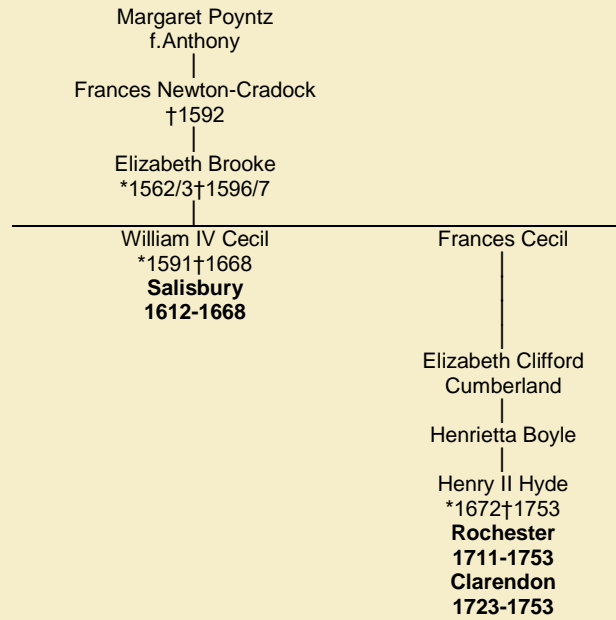 Margaret Poyntz
f.Anthony
Frances Newton-Cradock
†1592
Elizabeth Brooke
*1562/3†1596/7
William IV Cecil
*1591†1668
Salisbury
1612-1668
Frances Cecil
Elizabeth Clifford
Cumberland
Henrietta Boyle
Henry II Hyde
*1672†1753
Rochester
1711-1753
Clarendon
1723-1753